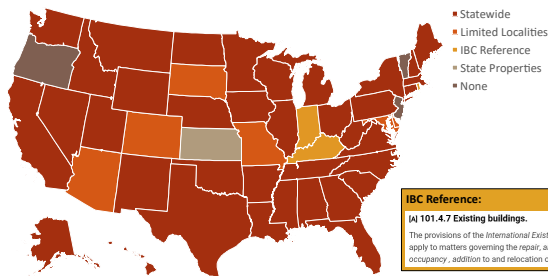 Statewide
Limited Localities
IBC Reference
State Properties
None
IBC Reference:
[A] 101.4.7 Existing buildings.
The provisions of the International Exist
apply to matters governing the repair, a
occupancy, addition to and relocation o